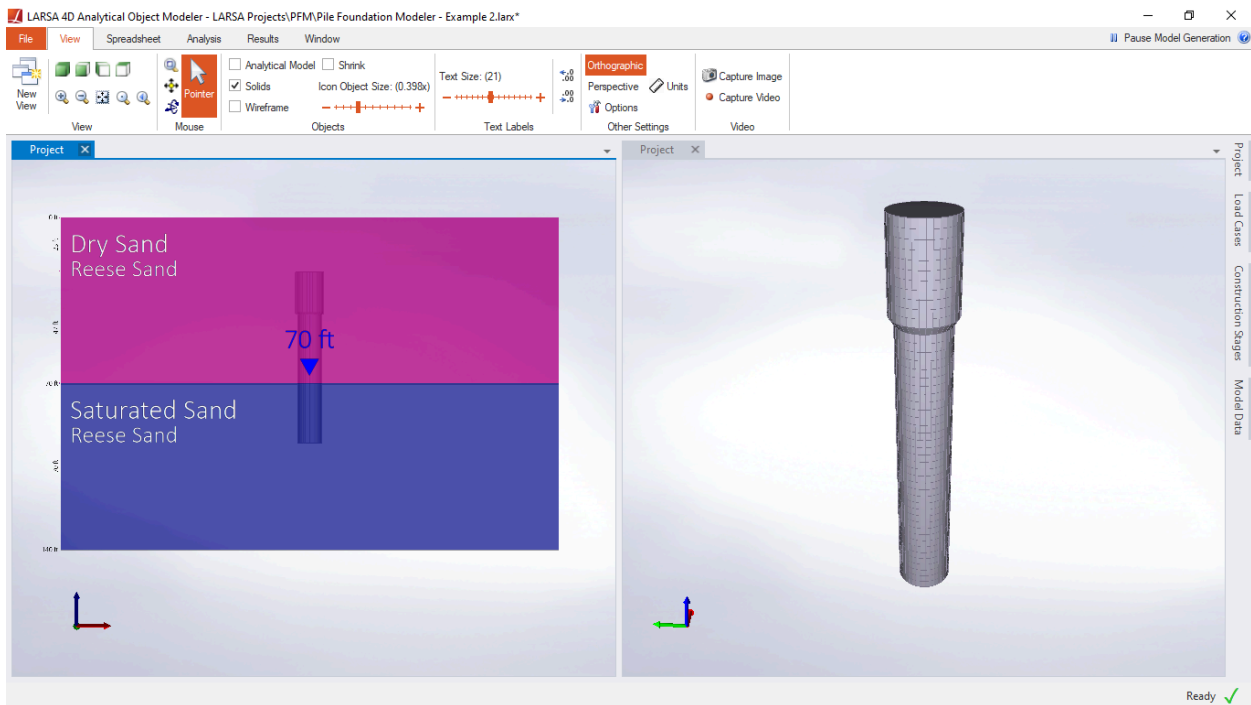 LARSA 4D Analytical Object Modeler - LARSA Projects\PFM\Pile Foundation Modeler - Example 2.larx*
File View Spreadsheet Analysis Results Window
Pause Model Generation
New View
Pointer
Analytical Model
Shrink
Solids
Icon Object Size: (0.398x)
Wireframe
Text Size: (21)
Orthographic
Perspective
Units
Options
Capture Image
Capture Video
View
Mouse
Objects
Text Labels
Other Settings
Video
Project
Project
Dry Sand
Reese Sand
70 ft
Saturated Sand
Reese Sand
140 ft
Project
Load Cases
Construction Stages
Model Data
Ready